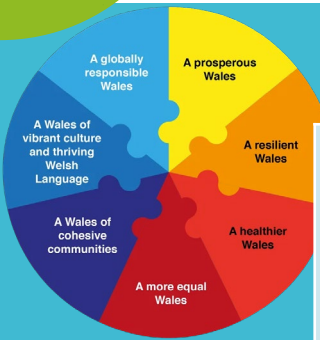 A globally
responsible
Wales
A prosperous
Wales
A resilient
Wales
A healthier
Wales
A more equal
Wales
A Wales of
cohesive
communities
A Wales of
vibrant culture
and thriving
Welsh
Language